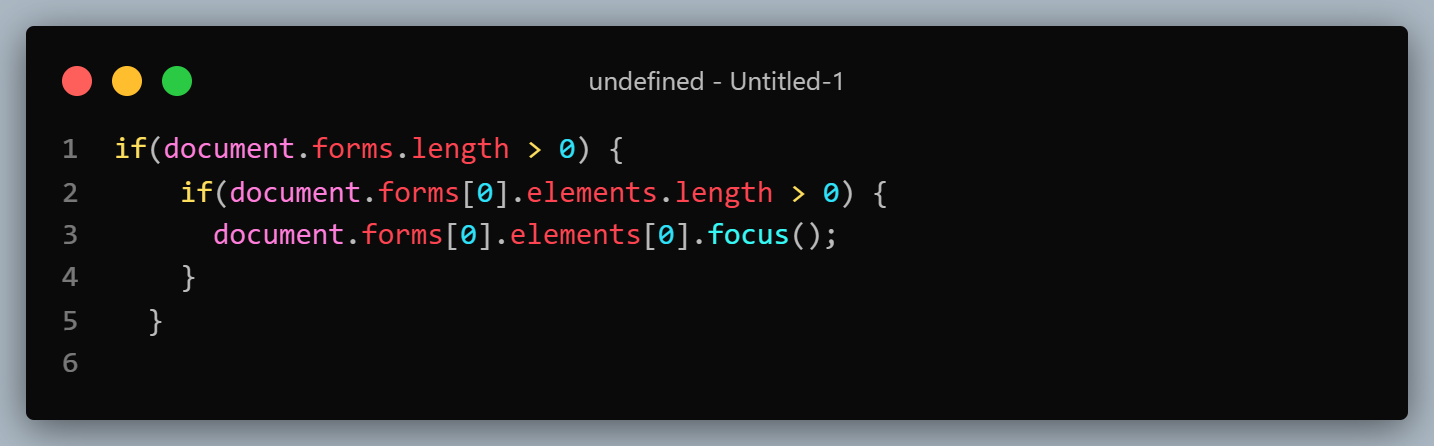 undefined - Untitled-1
1 if(document.forms.length > 0) {
2     if(document.forms[0].elements.length > 0) {
3       document.forms[0].elements[0].focus();
4     }
5   }
6